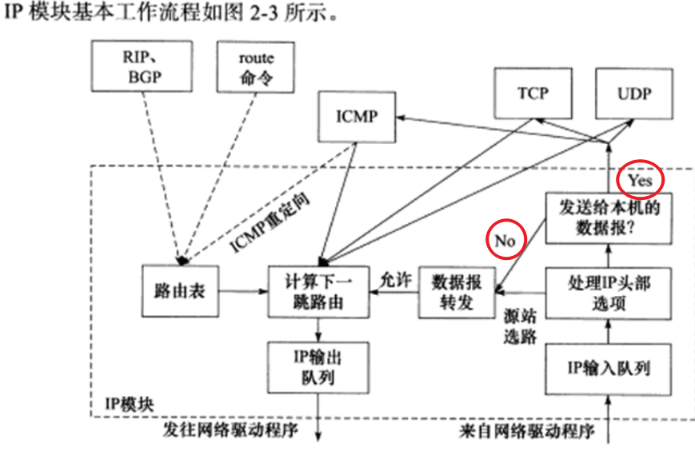 IP 模块基本工作流程如图 2-3 所示。
RIP、
BGP
route
命令
ICMP
TCP
UDP
Yes
发送给本机的
数据报?
No
ICMP重定向
路由表
计算下一
跳路由
允许
数据报
转发
源站
选路
处理IP头部
选项
IP输出
队列
IP输入队列
IP模块
发往网络驱动程序
来自网络驱动程序